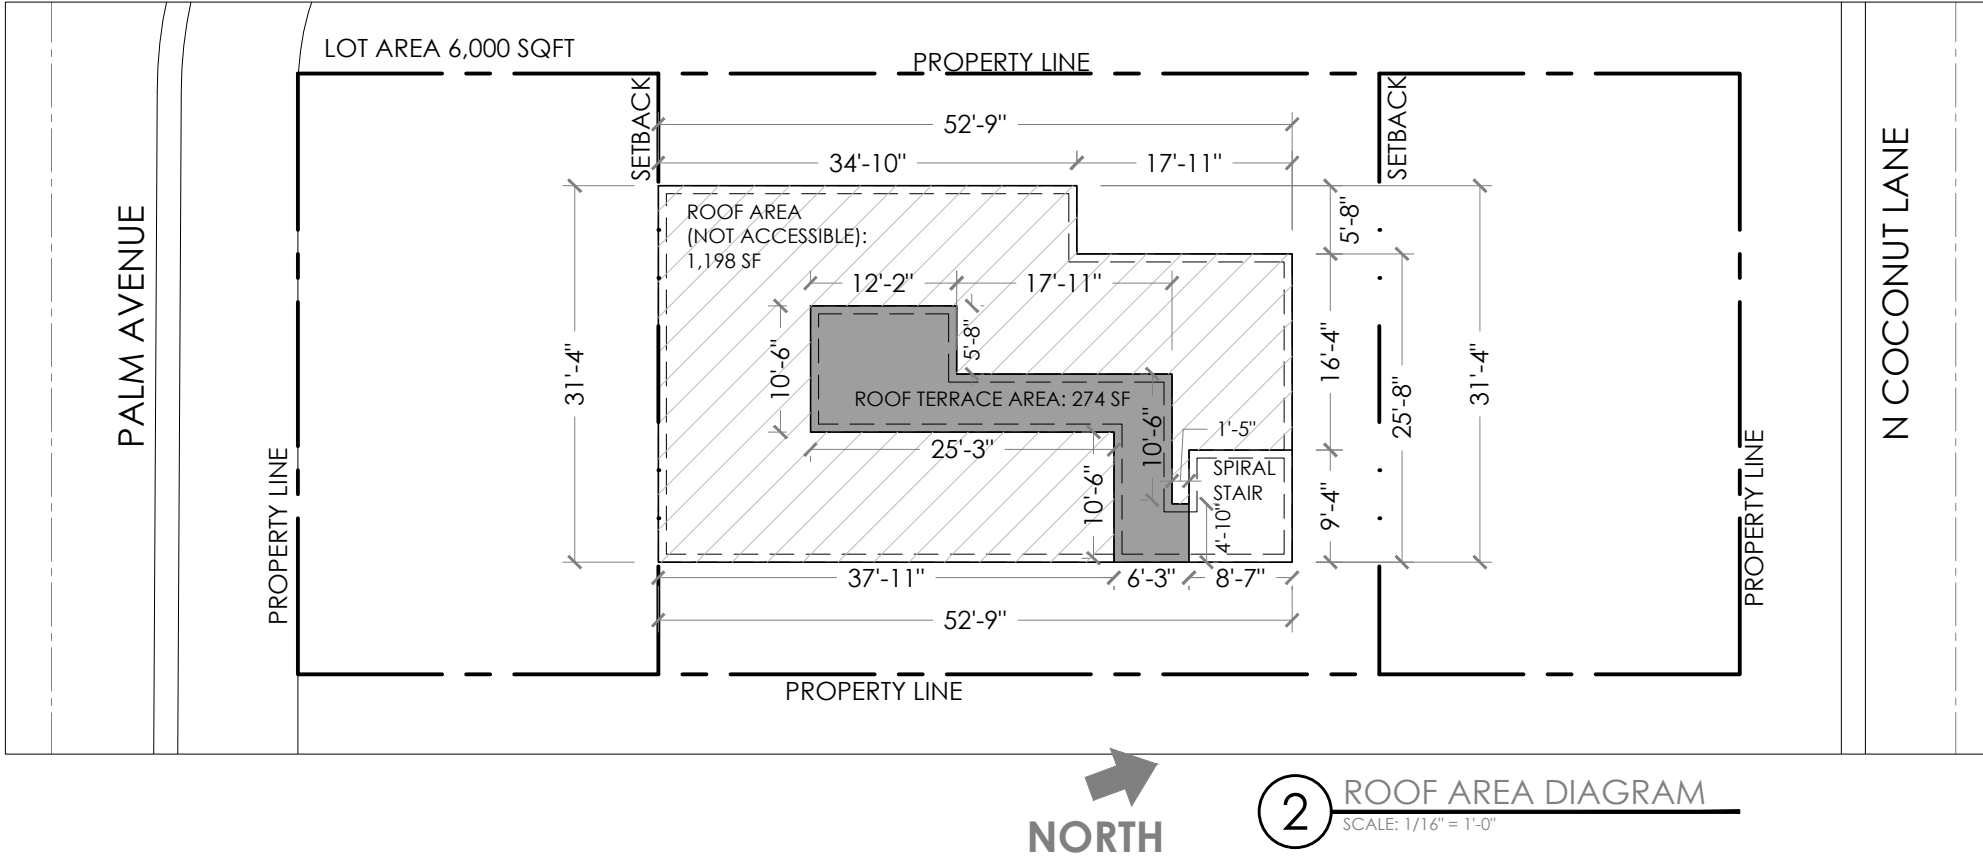 LOT AREA 6,000 SQFT
PROPERTY LINE
SETBACK
SETBACK
52'-9"
34'-10"
17'-11"
PALM AVENUE
N COCONUT LANE
ROOF AREA
(NOT ACCESSIBLE):
1,198 SF
5'-8"
12'-2"
17'-11"
31'-4"
10'-6"
5'-8"
16'-4"
25'-8"
31'-4"
ROOF TERRACE AREA: 274 SF
10'-6"
1'-5"
25'-3"
SPIRAL
STAIR
10'-6"
4'-10"
9'-4"
PROPERTY LINE
PROPERTY LINE
37'-11"
6'-3"
8'-7"
52'-9"
PROPERTY LINE
NORTH
2
ROOF AREA DIAGRAM
SCALE: 1/16" = 1'-0"